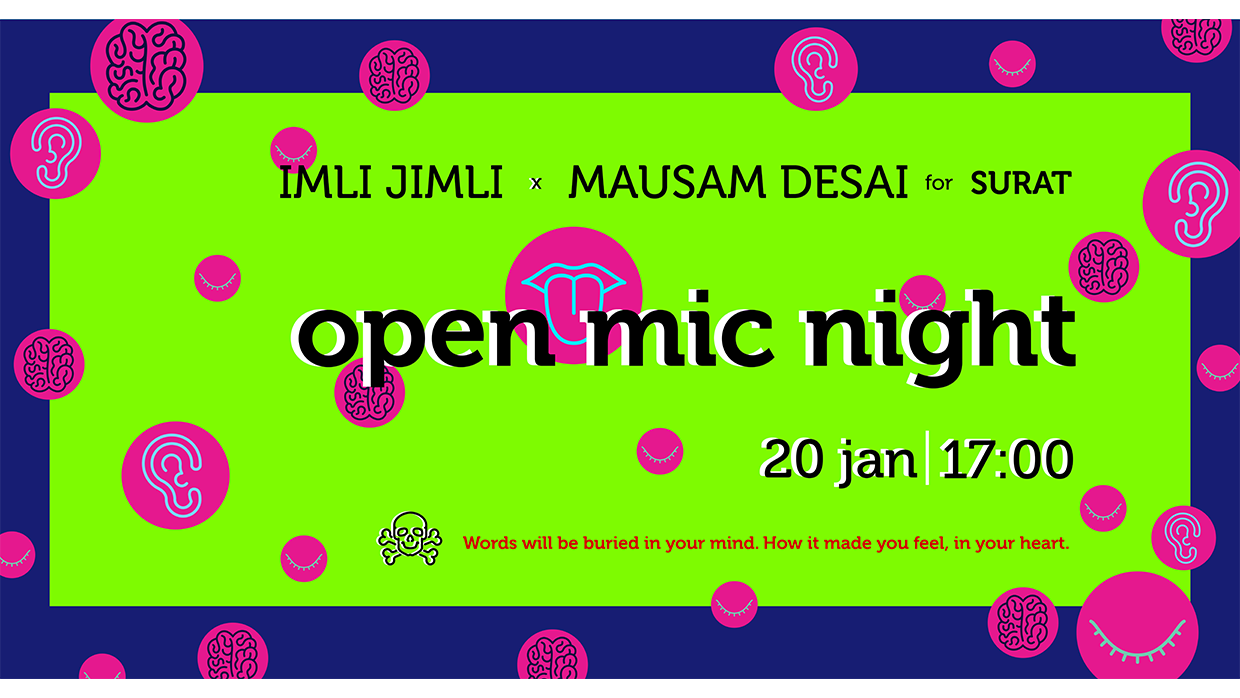 IMLI JIMLI x MAUSAM DESAI for SURAT
open mic night
20 jan | 17:00
Words will be buried in your mind. How it made you feel, in your heart.